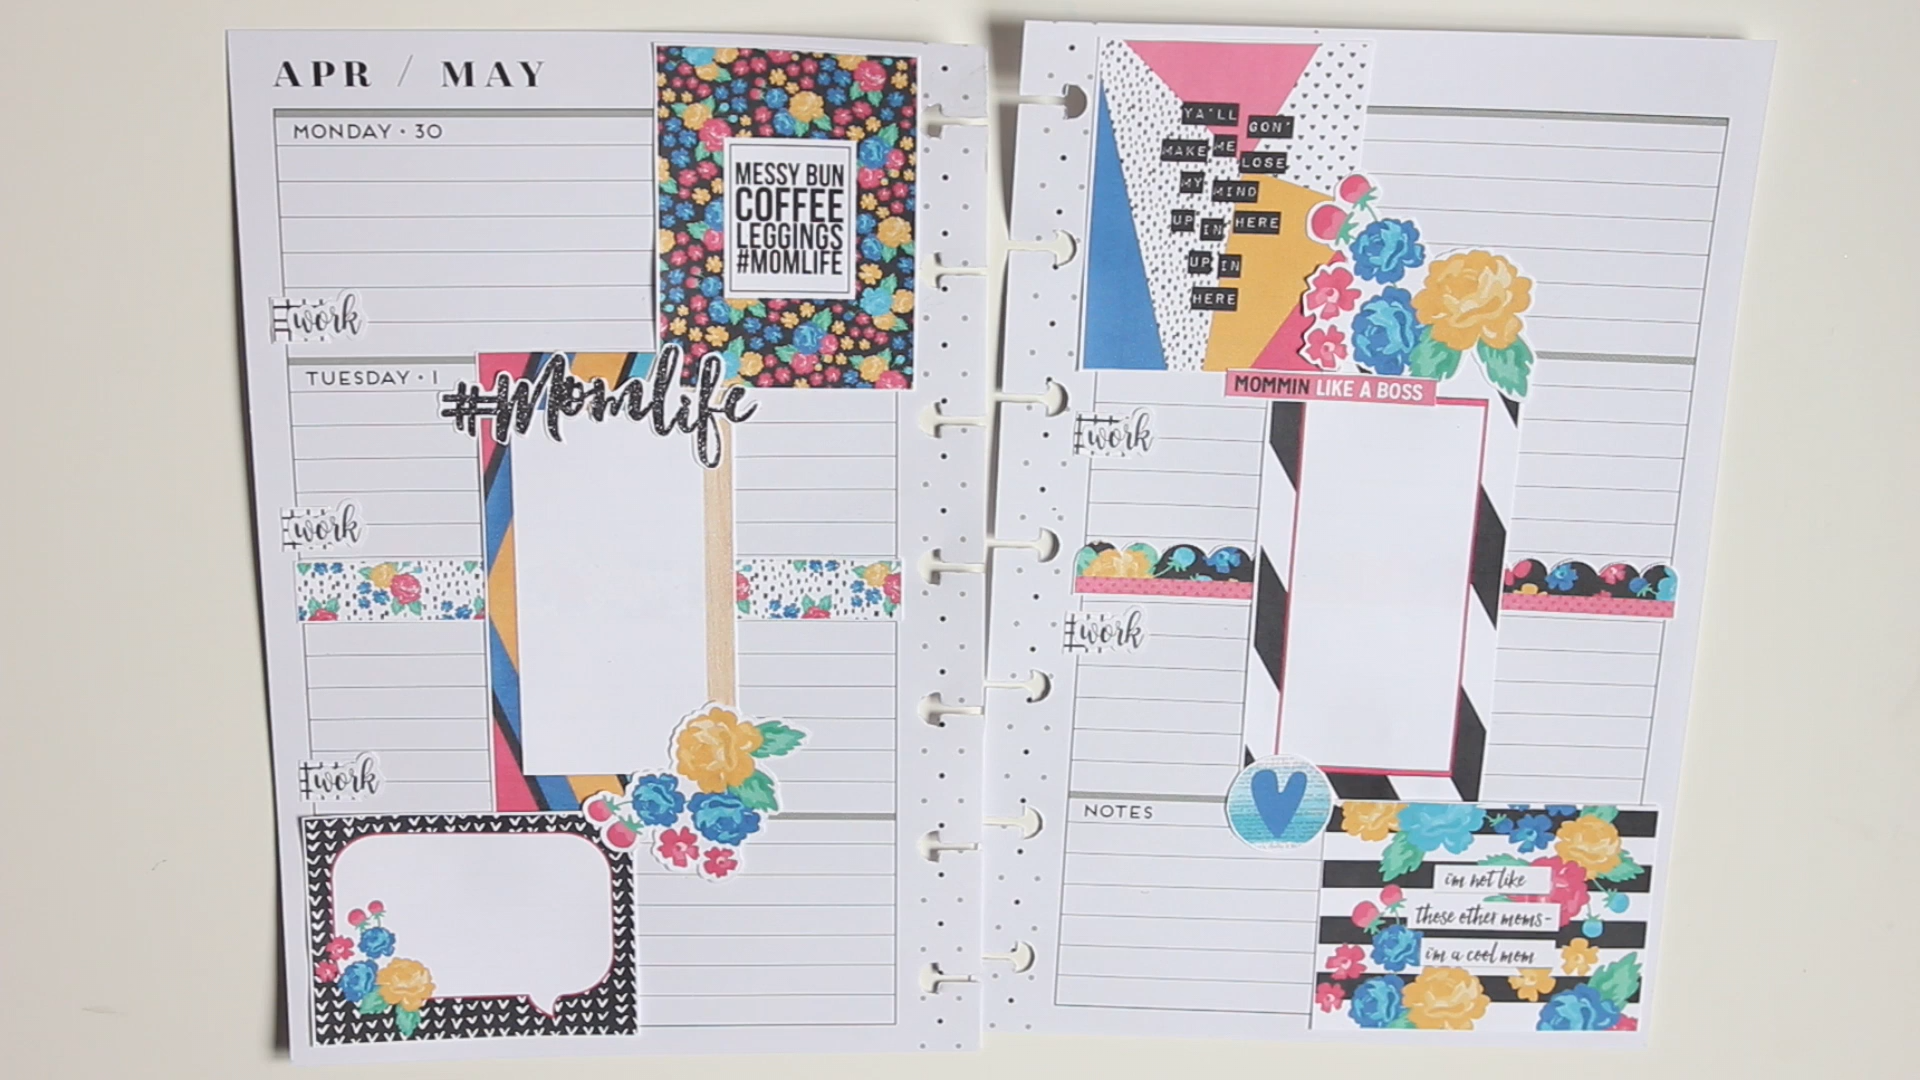 APR / MAY
MONDAY • 30
MESSY BUN
COFFEE
LEGGINGS
#MOMLIFE
#work
TUESDAY • 1
#Momlife
#work
#work
YA'LL GON'
MAKE ME LOSE
MY MIND
UP IN HERE
UP IN
HERE
MOMMIN LIKE A BOSS
#work
#work
NOTES
i'm not like
those other moms-
i'm a cool mom